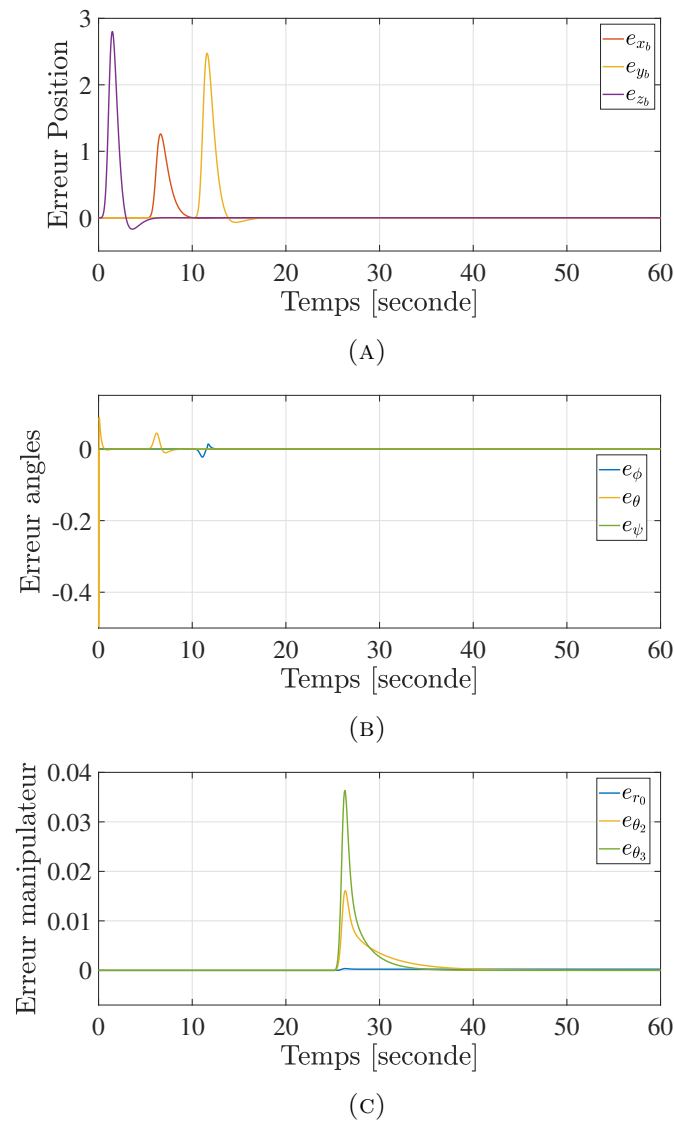 3
2
1
0
Erreur Position
e_{x_b}
e_{y_b}
e_{z_b}
0 10 20 30 40 50 60
Temps [seconde]
(A)
0
-0.2
-0.4
Erreur angles
e_ϕ
e_θ
e_ψ
0 10 20 30 40 50 60
Temps [seconde]
(B)
0.04
0.03
0.02
0.01
0
Erreur manipulateur
e_{r_0}
e_{θ_2}
e_{θ_3}
0 10 20 30 40 50 60
Temps [seconde]
(C)